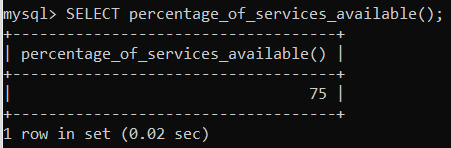 mysql> SELECT percentage_of_services_available();
+-----------------------------------+
| percentage_of_services_available() |
+-----------------------------------+
|                                75 |
+-----------------------------------+
1 row in set (0.02 sec)